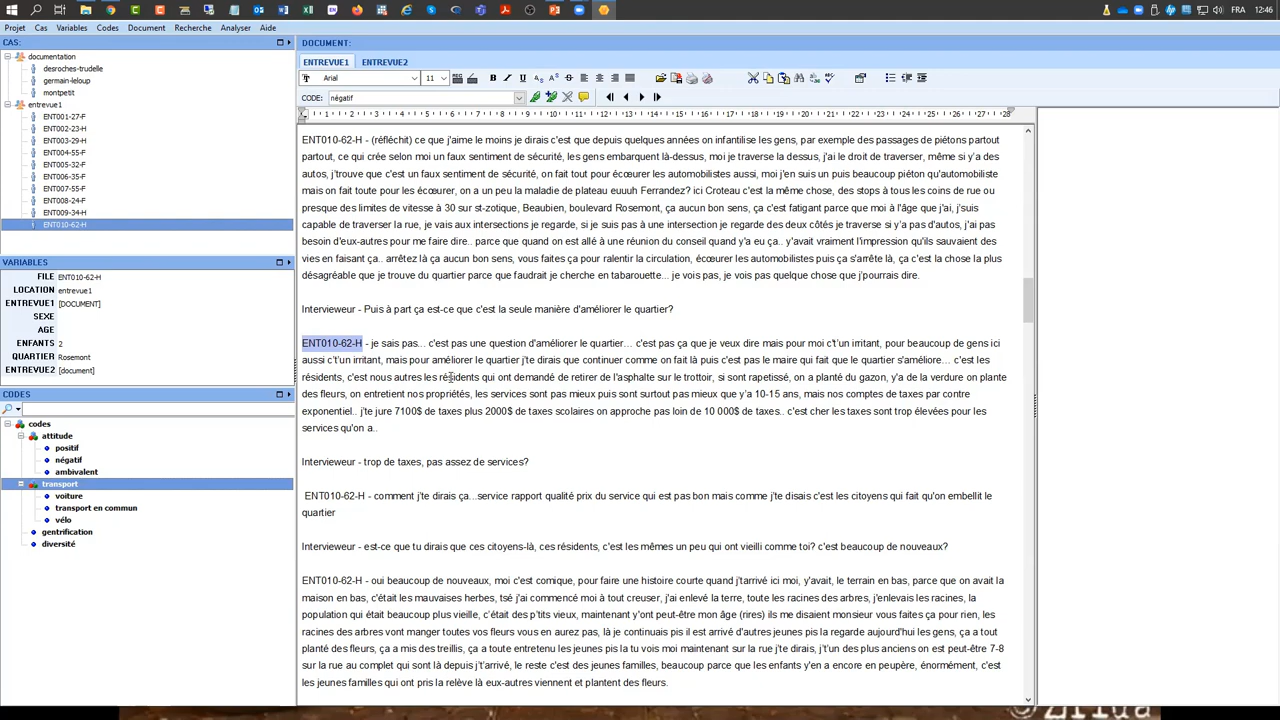 FRA 12:46
Projet Cas Variables Codes Document Recherche Analyser Aide
CAS:
documentation
desroches-trudelle
germain-leloup
montpetit
entrevue1
ENT001-27-F
ENT002-23-H
ENT003-29-H
ENT004-55-F
ENT005-32-F
ENT006-35-F
ENT007-55-F
ENT008-24-F
ENT009-34-H
ENT010-62-H
VARIABLES
FILE ENT010-62-H
LOCATION entrevue1
ENTREVUE1 [DOCUMENT]
SEXE
AGE
ENFANTS 2
QUARTIER Rosemont
ENTREVUE2 [document]
CODES
codes
attitude
positif
négatif
ambivalent
transport
voiture
transport en commun
vélo
gentrification
diversité
DOCUMENT:
ENTREVUE1 ENTREVUE2
Arial 11
CODE: négatif
1 2 3 4 5 6 7 8 9 10 11 12 13 14 15 16 17 18 19 20 21 22 23 24 25 26 27 28
ENT010-62-H - (réfléchit) ce que j'aime le moins je dirais c'est que depuis quelques années on infantilise les gens, par exemple des passages de piétons partout
partout, ce qui crée selon moi un faux sentiment de sécurité, les gens embarquent là-dessus, moi je traverse la dessus, j'ai le droit de traverser, même si y'a des
autos, j'trouve que c'est un faux sentiment de sécurité, on fait tout pour écœurer les automobilistes aussi, moi j'en suis un puis beaucoup piéton qu'automobiliste
mais on fait toute pour les écœurer, on a un peu la maladie de plateau euuuh Ferrandez? ici Croteau c'est la même chose, des stops à tous les coins de rue ou
presque des limites de vitesse à 30 sur st-zotique, Beaubien, boulevard Rosemont, ça aucun bon sens, ça c'est fatigant parce que moi à l'âge que j'ai, j'suis
capable de traverser la rue, je vais aux intersections je regarde, si je suis pas à une intersection je regarde des deux côtés je traverse si y'a pas d'autos, j'ai pas
besoin d'eux-autres pour me faire dire.. parce que quand on est allé à une réunion du conseil quand y'a eu ça.. y'avait vraiment l'impression qu'ils sauvaient des
vies en faisant ça.. arrêtez là ça aucun bon sens, vous faites ça pour ralentir la circulation, écœurer les automobilistes puis ça s'arrête là, ça c'est la chose la plus
désagréable que je trouve du quartier parce que faudrait je cherche en tabarouette... je vois pas, je vois pas quelque chose que j'pourrais dire.
Interviewer - Puis à part ça est-ce que c'est la seule manière d'améliorer le quartier?
ENT010-62-H - je sais pas... c'est pas une question d'améliorer le quartier... c'est pas ça que je veux dire mais pour moi c't'un irritant, pour beaucoup de gens ici
aussi c't'un irritant, mais pour améliorer le quartier j'te dirais que continuer comme on fait là puis c'est pas le maire qui fait que le quartier s'améliore... c'est les
résidents, c'est nous autres les résidents qui ont demandé de retirer de l'asphalte sur le trottoir, si sont rapetissé, on a planté du gazon, y'a de la verdure on plante
des fleurs, on entretient nos propriétés, les services sont pas mieux puis sont surtout pas mieux que y'a 10-15 ans, mais nos comptes de taxes par contre
exponentiel.. j'te jure 7100$ de taxes plus 2000$ de taxes scolaires on approche pas loin de 10 000$ de taxes.. c'est cher les taxes sont trop élevées pour les
services qu'on a..
Intervieweur - trop de taxes, pas assez de services?
ENT010-62-H - comment j'te dirais ça...service rapport qualité prix du service qui est pas bon mais comme j'te disais c'est les citoyens qui fait qu'on embellit le
quartier
Intervieweur - est-ce que tu dirais que ces citoyens-là, ces résidents, c'est les mêmes un peu qui ont vieilli comme toi? c'est beaucoup de nouveaux?
ENT010-62-H - oui beaucoup de nouveaux, moi c'est comique, pour faire une histoire courte quand j'tarrivé ici moi, y'avait, le terrain en bas, parce que on avait la
maison en bas, c'était les mauvaises herbes, tsé j'ai commencé moi à tout creuser, j'ai enlevé la terre, toute les racines des arbres, j'enlevais les racines, la
population qui était beaucoup plus vieille, c'était des p'tits vieux, maintenant y'ont peut-être mon âge (rires) ils me disaient monsieur vous faites ça pour rien, les
racines des arbres vont manger toutes vos fleurs vous en aurez pas, là je continuais pis il est arrivé d'autres jeunes pis la regarde aujourd'hui les gens, ça a tout
planté des fleurs, ça a mis des treillis, ça a toute entretenu les jeunes pis la tu vois moi maintenant sur la rue j'te dirais, j't'un des plus anciens on est peut-être 7-8
sur la rue au complet qui sont là depuis j't'arrivé, le reste c'est des jeunes familles, beaucoup parce que les enfants y'en a encore en peupère, énormément, c'est
les jeunes familles qui ont pris la relève là eux-autres viennent et plantent des fleurs.